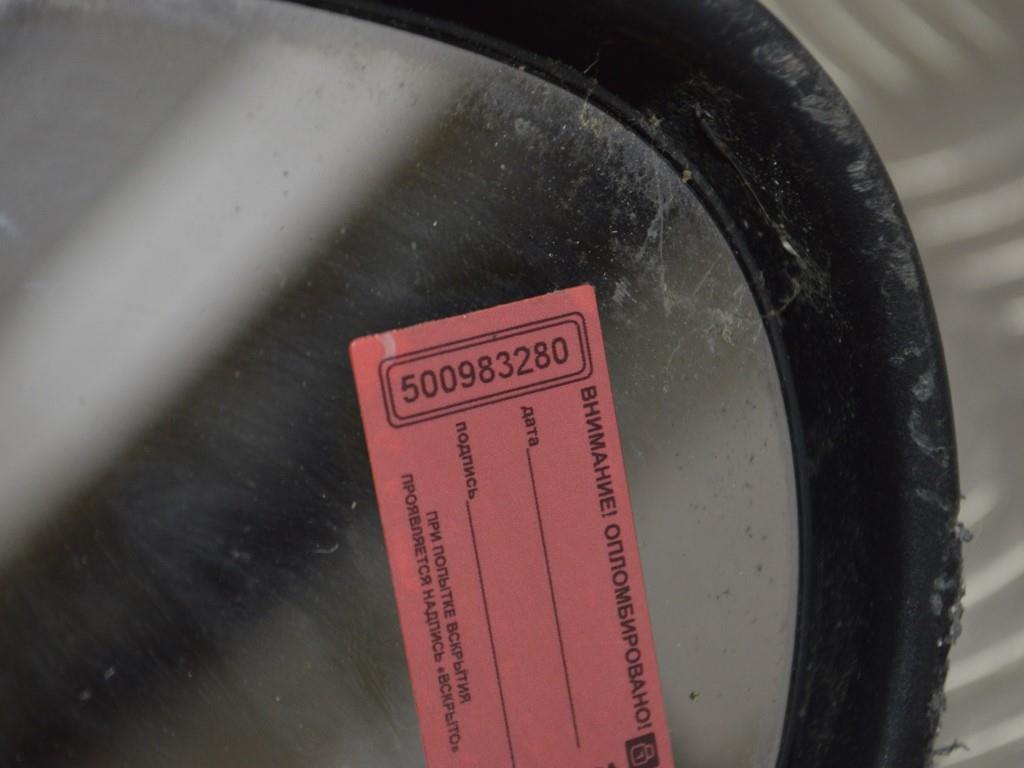 500983280
ВНИМАНИЕ! ОПЛОМБИРОВАНО!
дата
подпись
ПРИ ПОПЫТКЕ ВСКРЫТИЯ
ПРОЯВЛЯЕТСЯ НАДПИСЬ «ВСКРЫТО»